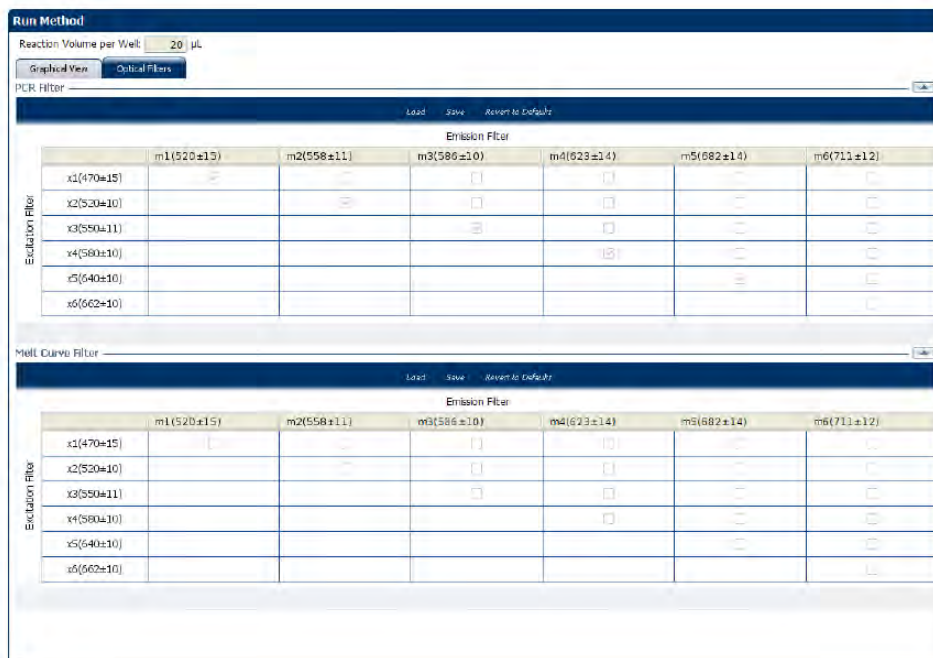 Run Method
Reaction Volume per Well: 20 µL
Graphical View Optical Filters
PCR Filter
Load Save Revert to Defaults
Emission Filter
m1(520±15) m2(558±11) m3(586±10) m4(623±14) m5(682±14) m6(711±12)
Excitation Filter
x1(470±15)
x2(520±10)
x3(550±11)
x4(580±10)
x5(640±10)
x6(662±10)
Melt Curve Filter
Load Save Revert to Defaults
Emission Filter
m1(520±15) m2(558±11) m3(586±10) m4(623±14) m5(682±14) m6(711±12)
Excitation Filter
x1(470±15)
x2(520±10)
x3(550±11)
x4(580±10)
x5(640±10)
x6(662±10)